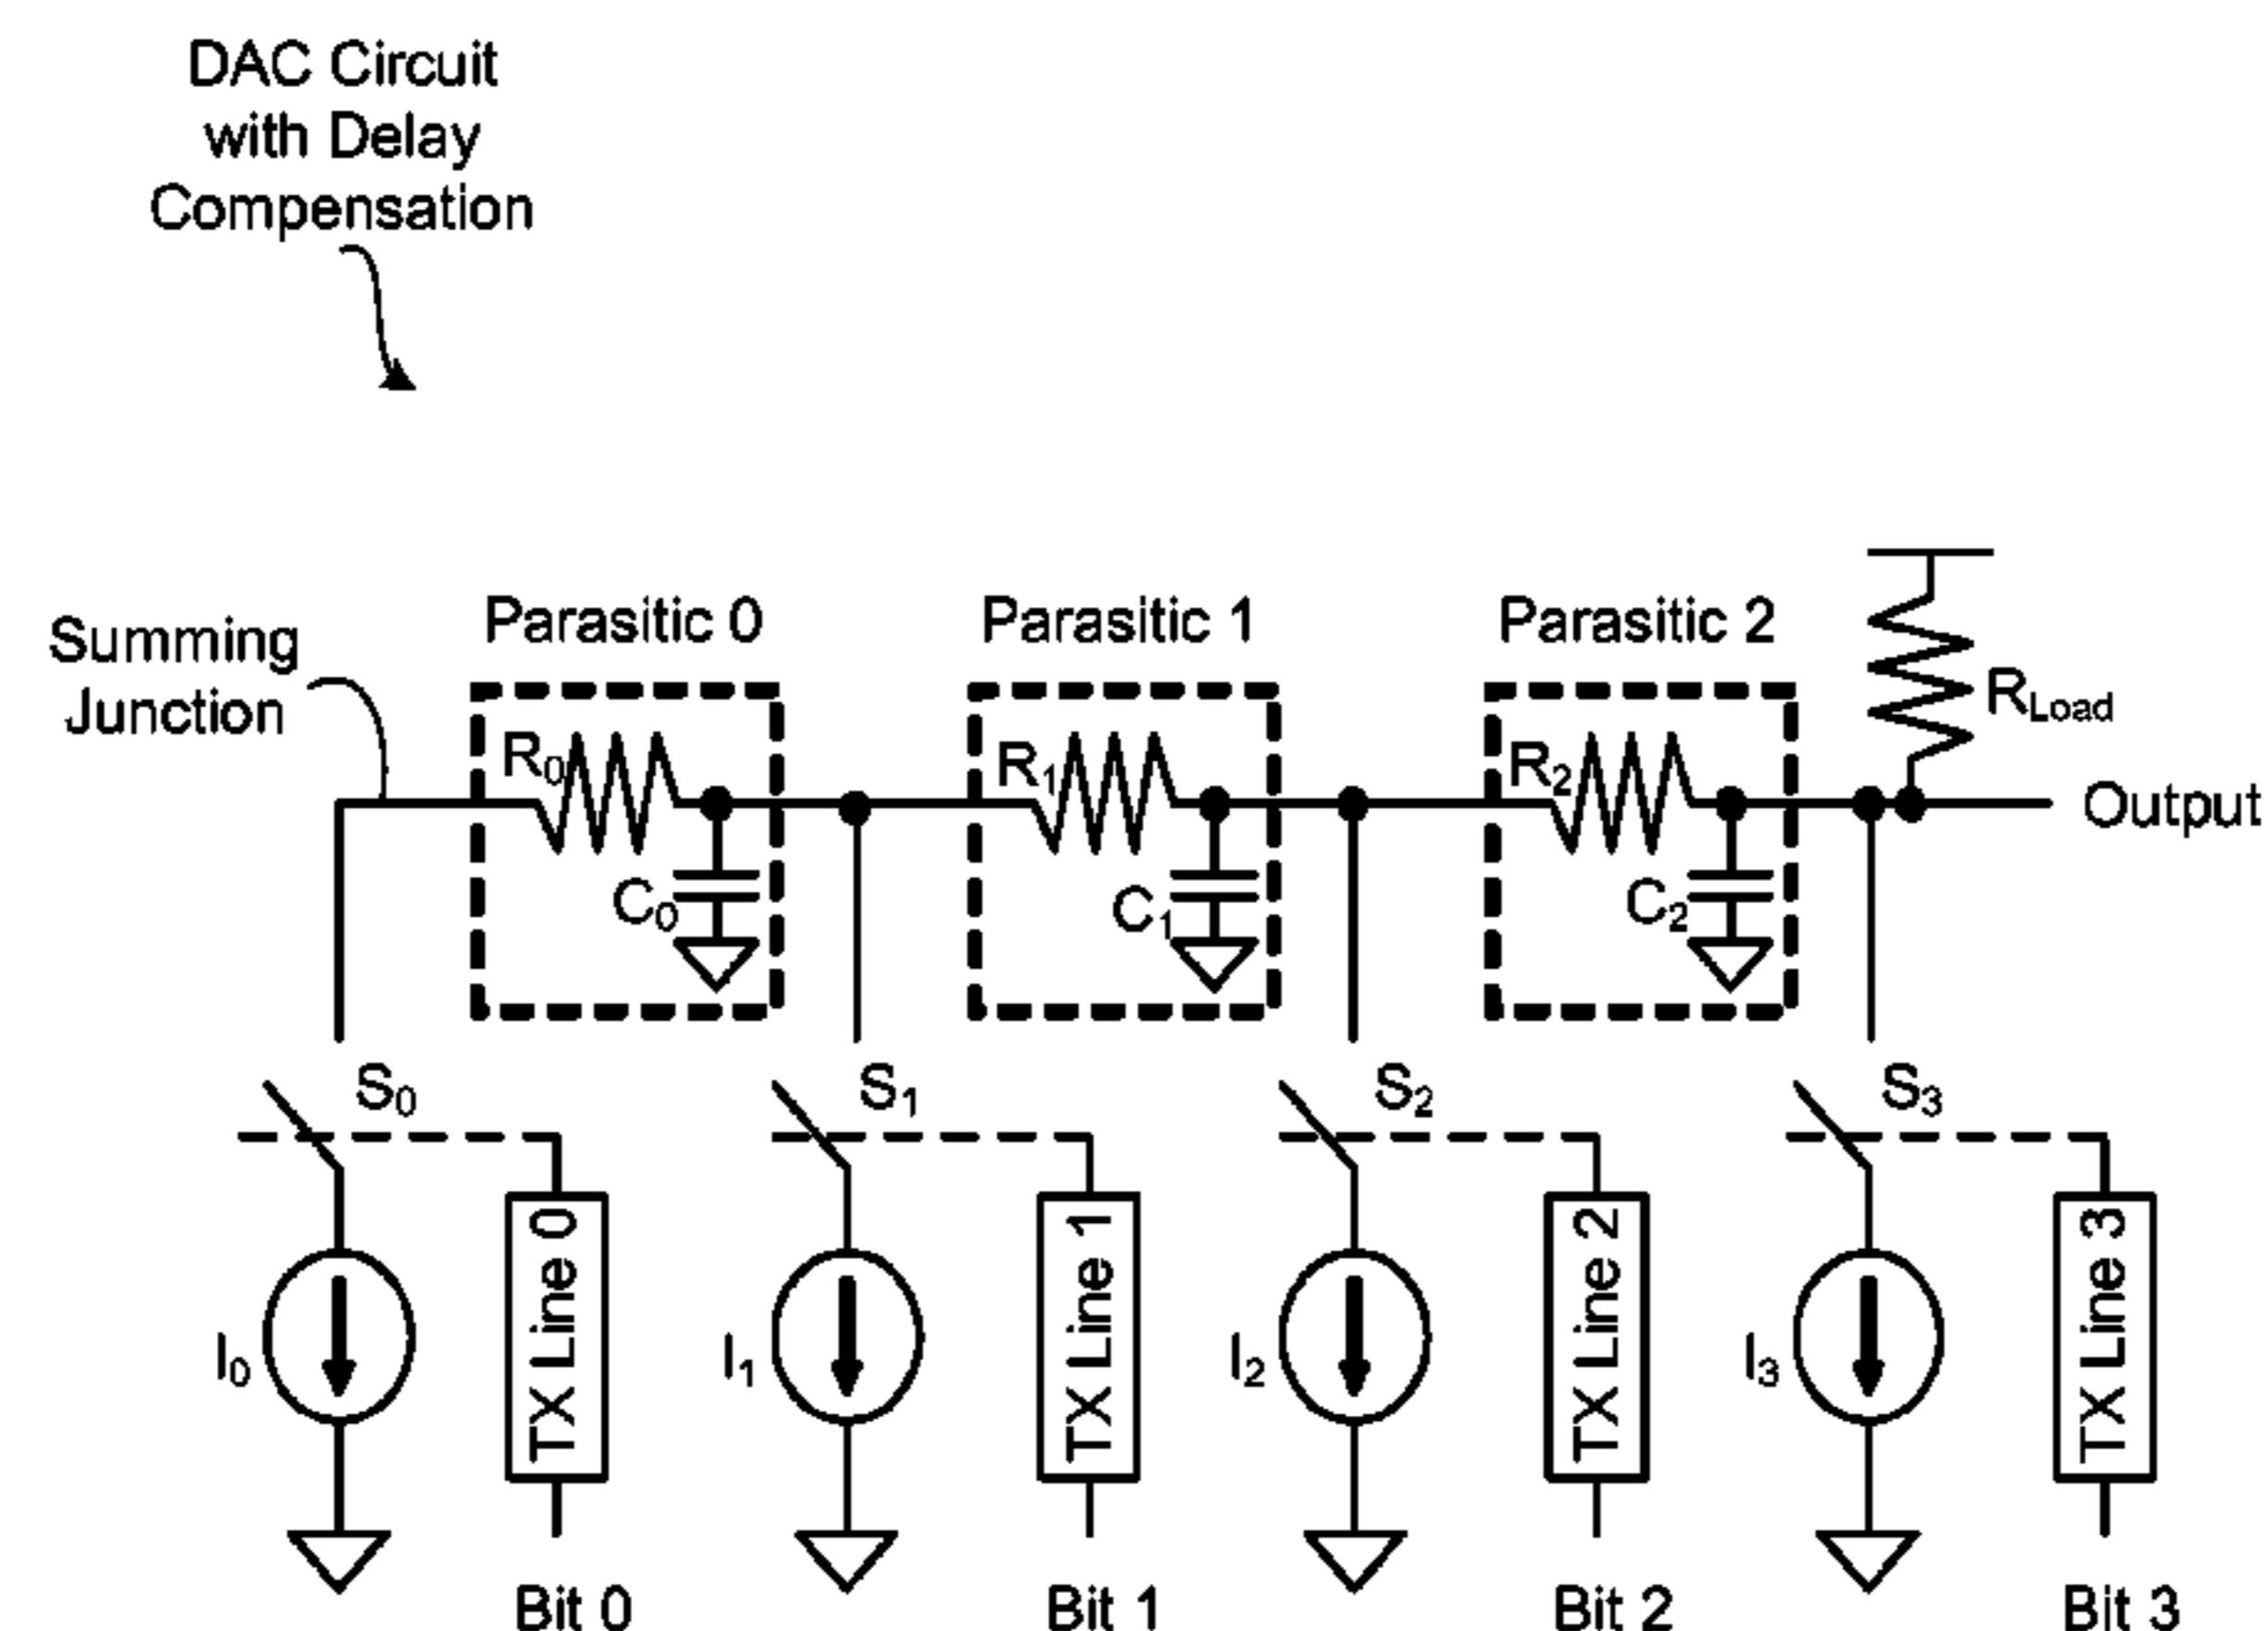 DAC Circuit
with Delay
Compensation
Summing
Junction
Parasitic 0
Parasitic 1
Parasitic 2
R0
R1
R2
RLoad
Output
C0
C1
C2
S0
S1
S2
S3
I0
TX Line 0
I1
TX Line 1
I2
TX Line 2
I3
TX Line 3
Bit 0
Bit 1
Bit 2
Bit 3